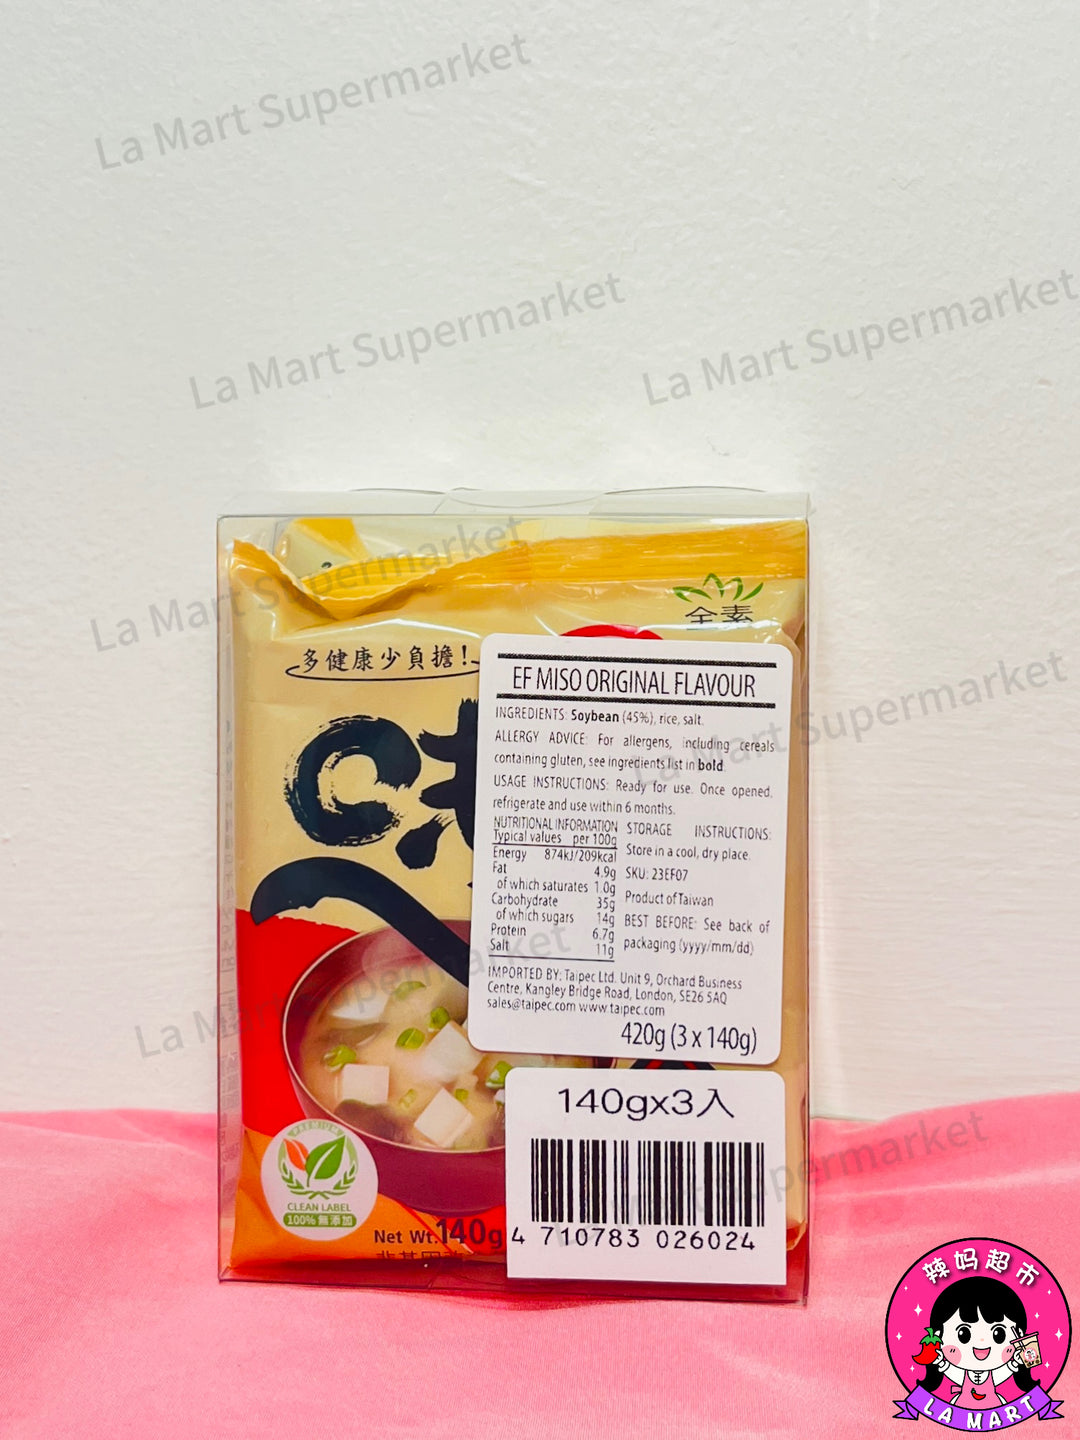 La Mart Supermarket
La Mart Supermarket
La Mart Supermarket
La Mart Supermarket
全素
多健康少負擔!
EF MISO ORIGINAL FLAVOUR
INGREDIENTS: Soybean (45%), rice, salt.
ALLERGY ADVICE: For allergens, including cereals
containing gluten, see ingredients list in bold.
USAGE INSTRUCTIONS: Ready for use. Once opened,
refrigerate and use within 6 months.
NUTRITIONAL INFORMATION
Typical values per 100g
Energy 874kJ/209kcal
Fat 4.9g
of which saturates 1.0g
Carbohydrate 35g
of which sugars 14g
Protein 6.7g
Salt 11g
STORAGE INSTRUCTIONS:
Store in a cool, dry place.
SKU: 23EF07
Product of Taiwan
BEST BEFORE: See back of
packaging (yyyy/mm/dd)
IMPORTED BY: Taipec Ltd. Unit 9, Orchard Business
Centre, Kangley Bridge Road, London, SE26 5AQ
sales@taipec.com www.taipec.com
420g (3 x 140g)
La Mart Supermarket
La Mart Supermarket
140gx3入
4 710783 026024
PREMIUM
CLEAN LABEL
100% 無添加
Net Wt. 140g
Mart Supermarket
辣妈超市
LA MART